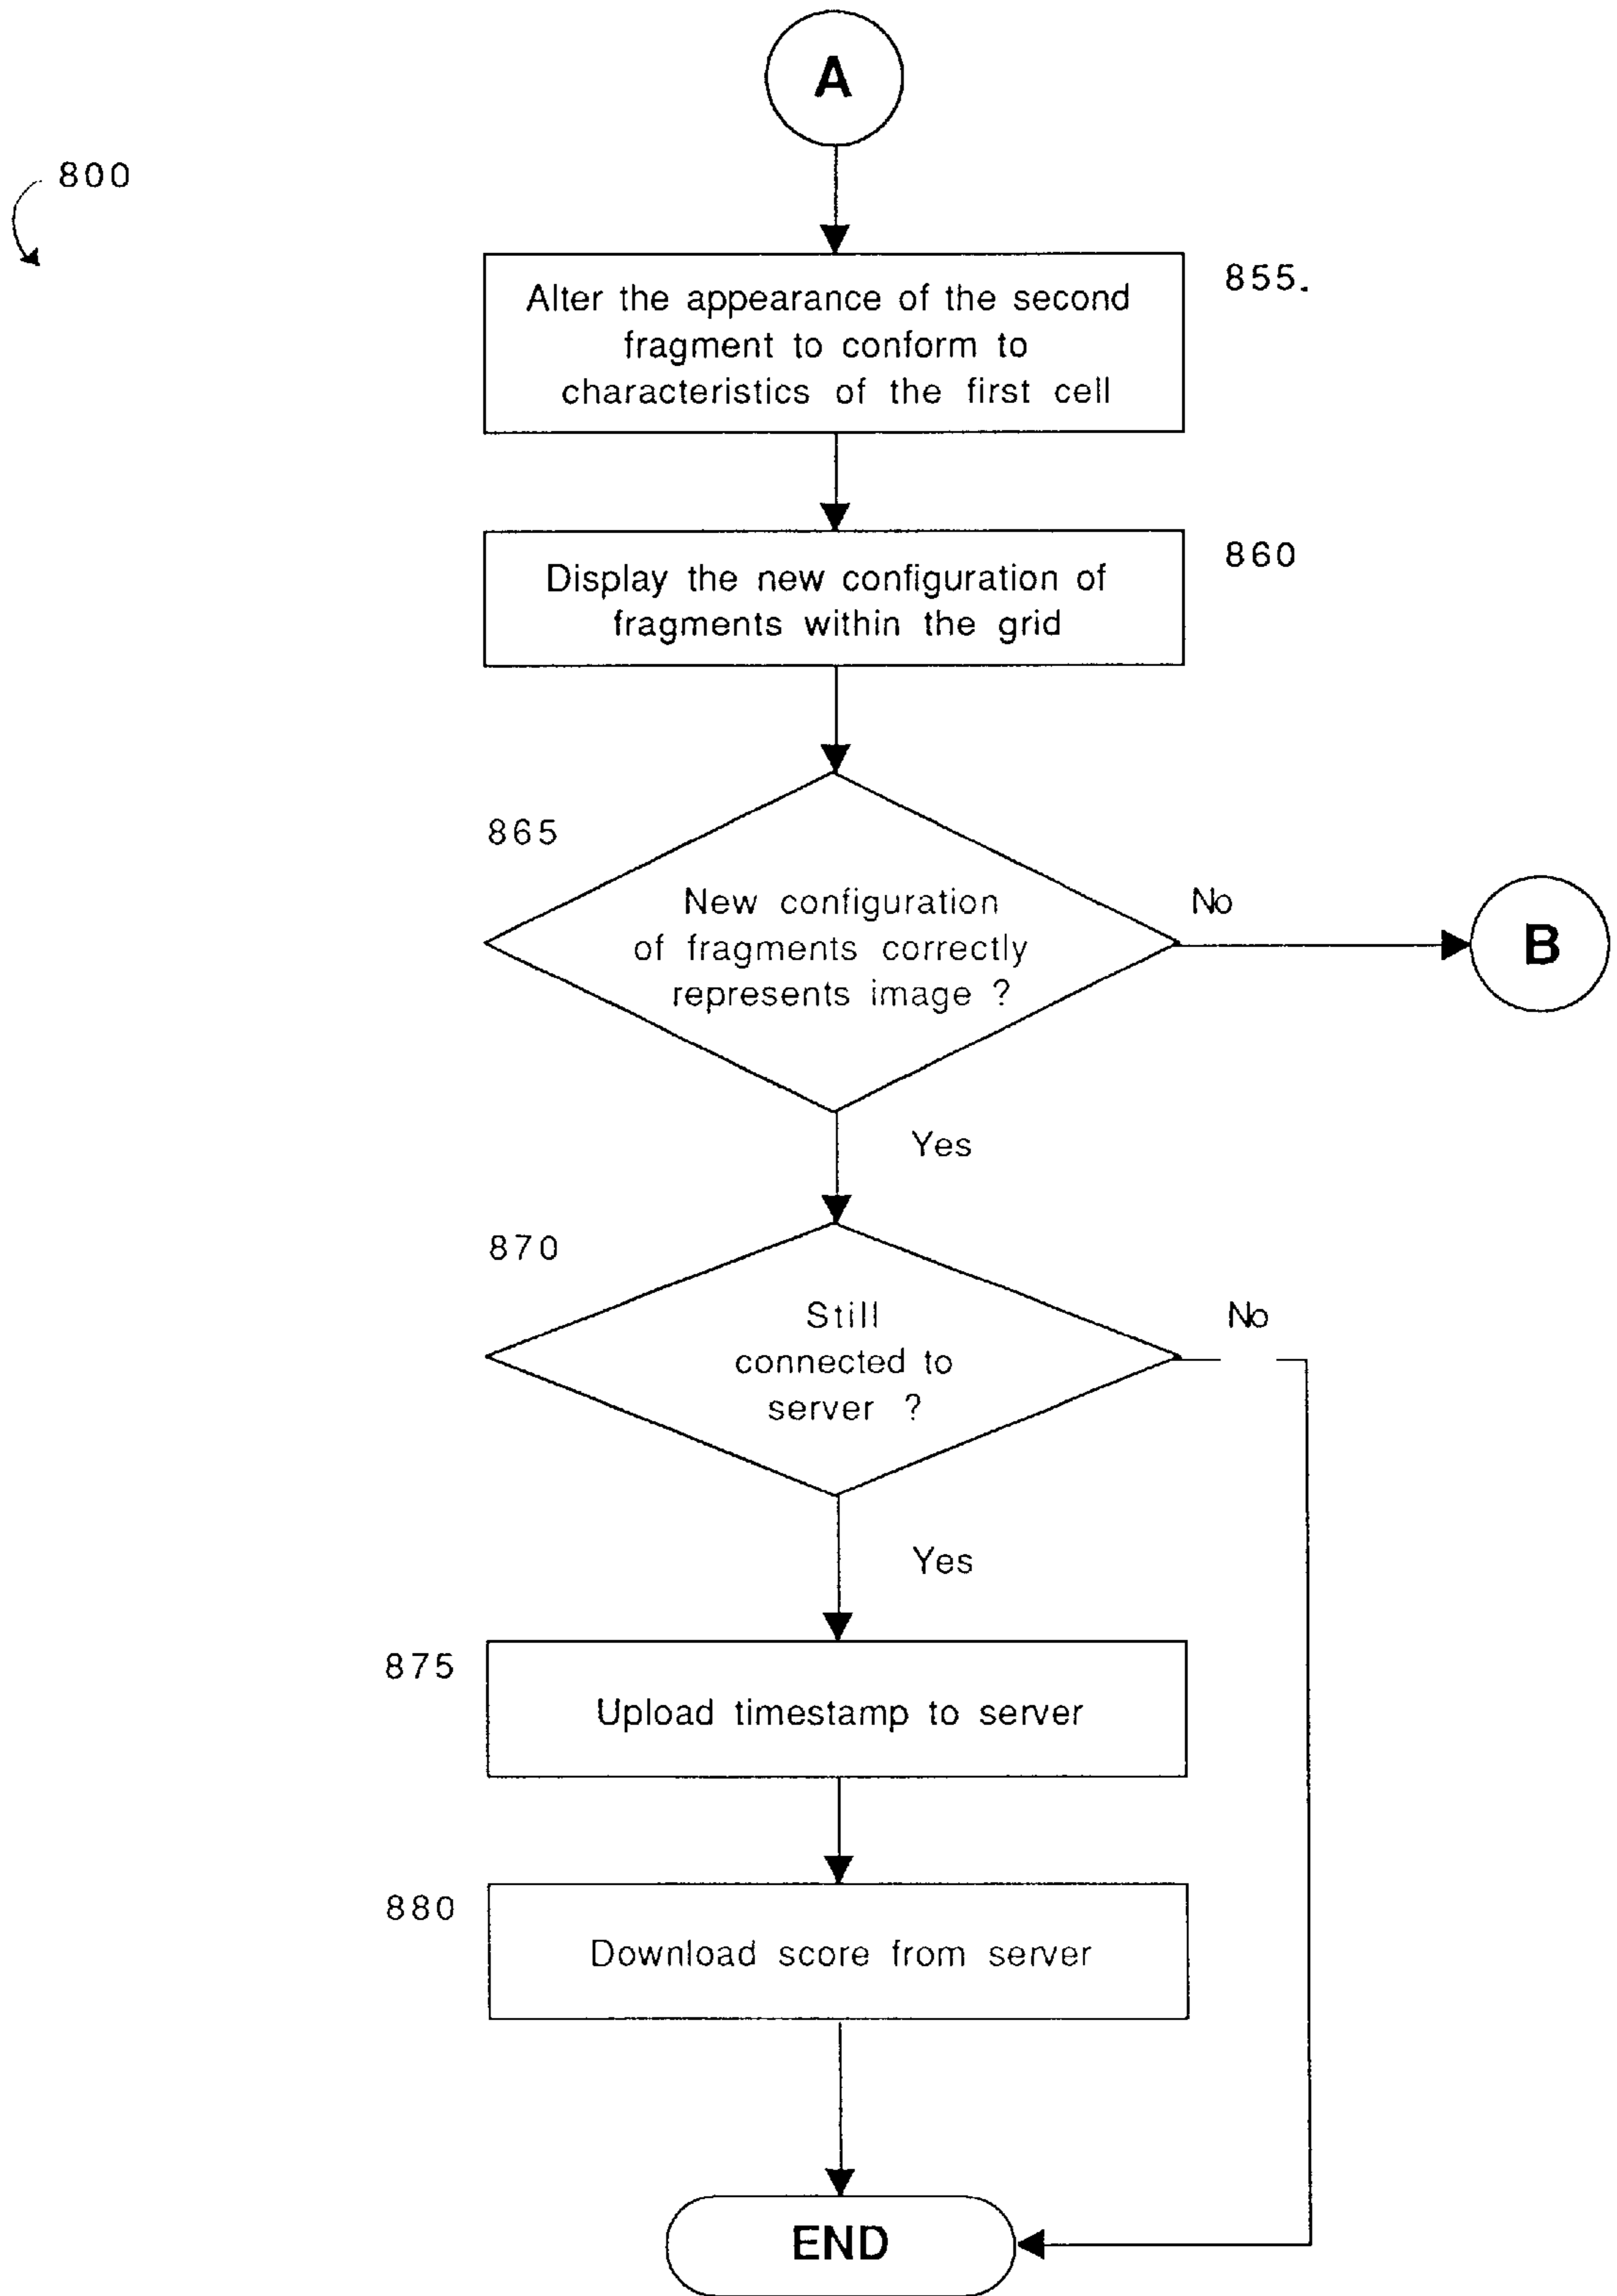 A
800
855.
Alter the appearance of the second
fragment to conform to
characteristics of the first cell
860
Display the new configuration of
fragments within the grid
865
New configuration
of fragments correctly
represents image ?
No
B
Yes
870
Still
connected to
server ?
No
Yes
875
Upload timestamp to server
880
Download score from server
END